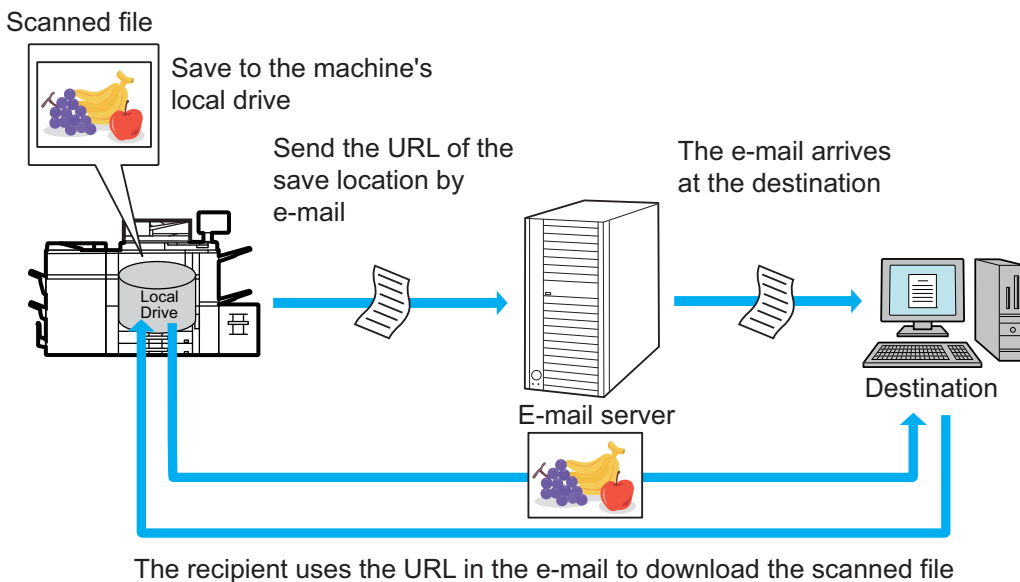 Scanned file
Save to the machine's
local drive
Send the URL of the
save location by
e-mail
The e-mail arrives
at the destination
Local
Drive
E-mail server
Destination
The recipient uses the URL in the e-mail to download the scanned file